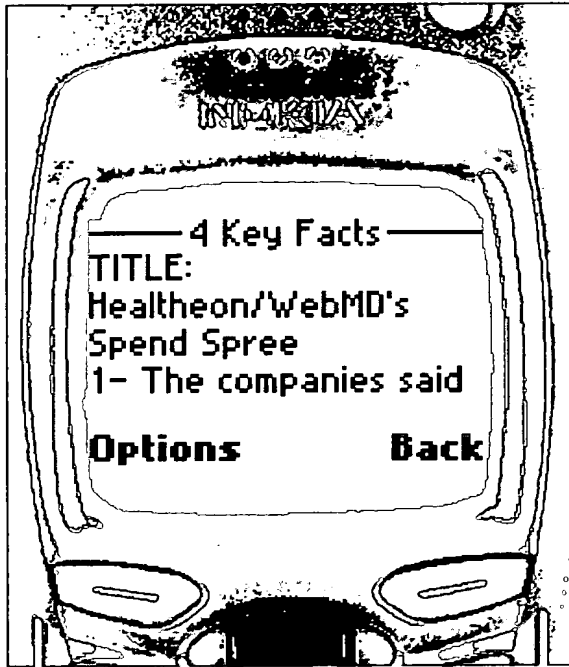 NOKIA
4 Key Facts
TITLE:
Healtheon/WebMD's
Spend Spree
1- The companies said
Options Back